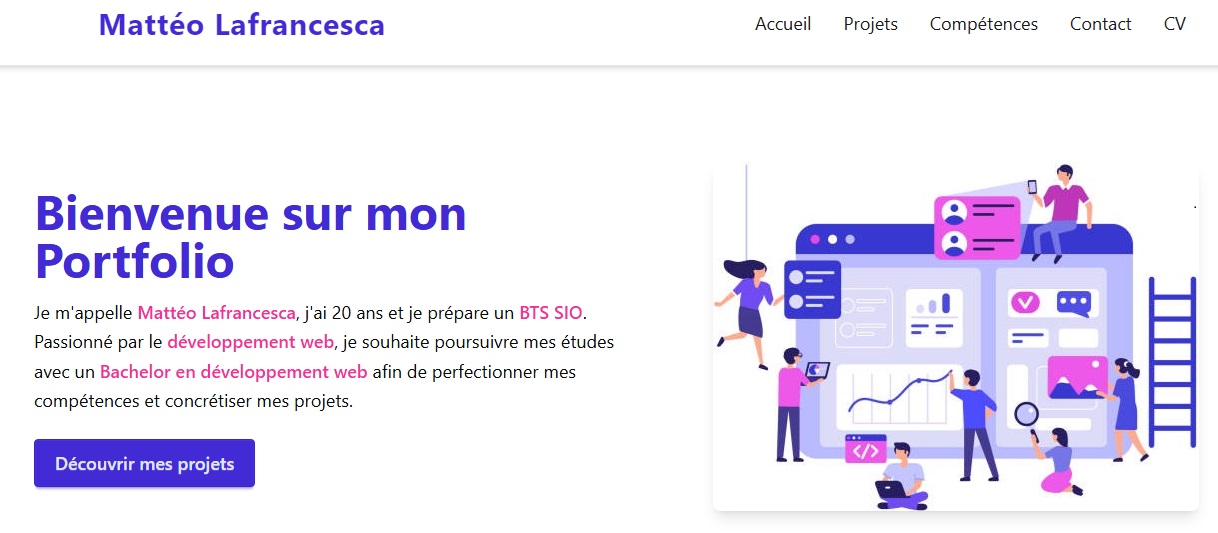 Mattéo Lafrancesca
Accueil Projets Compétences Contact CV
Bienvenue sur mon
Portfolio
Je m'appelle Mattéo Lafrancesca, j'ai 20 ans et je prépare un BTS SIO.
Passionné par le développement web, je souhaite poursuivre mes études
avec un Bachelor en développement web afin de perfectionner mes
compétences et concrétiser mes projets.
Découvrir mes projets
</>